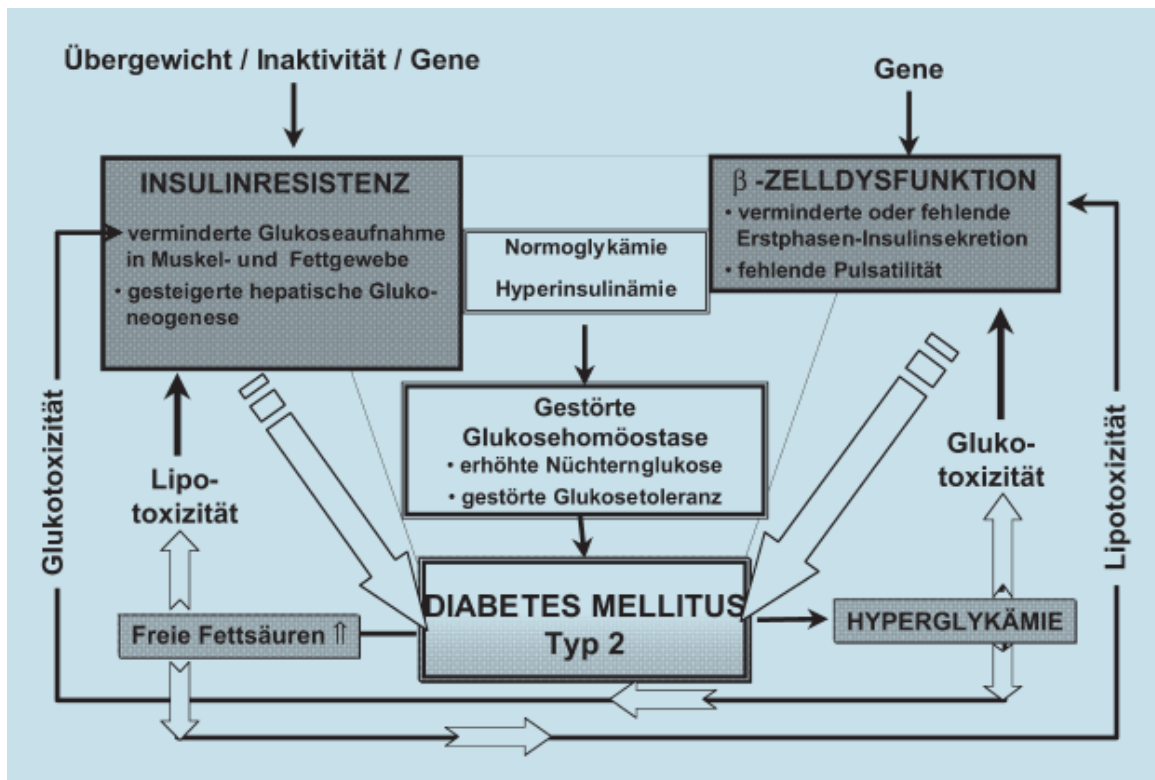 Übergewicht / Inaktivität / Gene
Gene
INSULINRESISTENZ
• verminderte Glukoseaufnahme
in Muskel- und Fettgewebe
• gesteigerte hepatische Gluko-
neogenese
Normoglykämie
Hyperinsulinämie
β -ZELLDYSFUNKTION
• verminderte oder fehlende
Erstphasen-Insulinsekretion
• fehlende Pulsatilität
Gestörte
Glukosehomöostase
• erhöhte Nüchternglukose
• gestörte Glukosetoleranz
Glukotoxizität
Lipo-
toxizität
Gluko-
toxizität
Lipotoxizität
Freie Fettsäuren ⇑
DIABETES MELLITUS
Typ 2
HYPERGLYKÄMIE